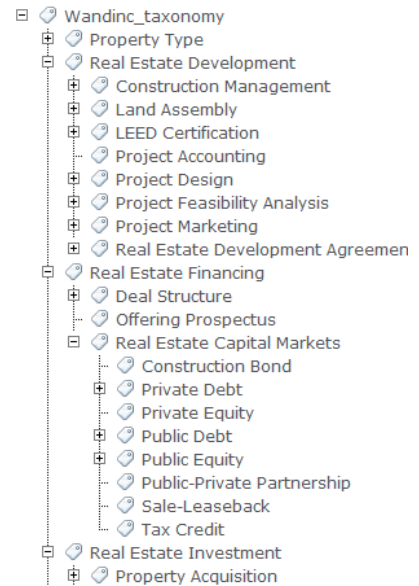 Wandinc_taxonomy
Property Type
Real Estate Development
Construction Management
Land Assembly
LEED Certification
Project Accounting
Project Design
Project Feasibility Analysis
Project Marketing
Real Estate Development Agreemen
Real Estate Financing
Deal Structure
Offering Prospectus
Real Estate Capital Markets
Construction Bond
Private Debt
Private Equity
Public Debt
Public Equity
Public-Private Partnership
Sale-Leaseback
Tax Credit
Real Estate Investment
Property Acquisition